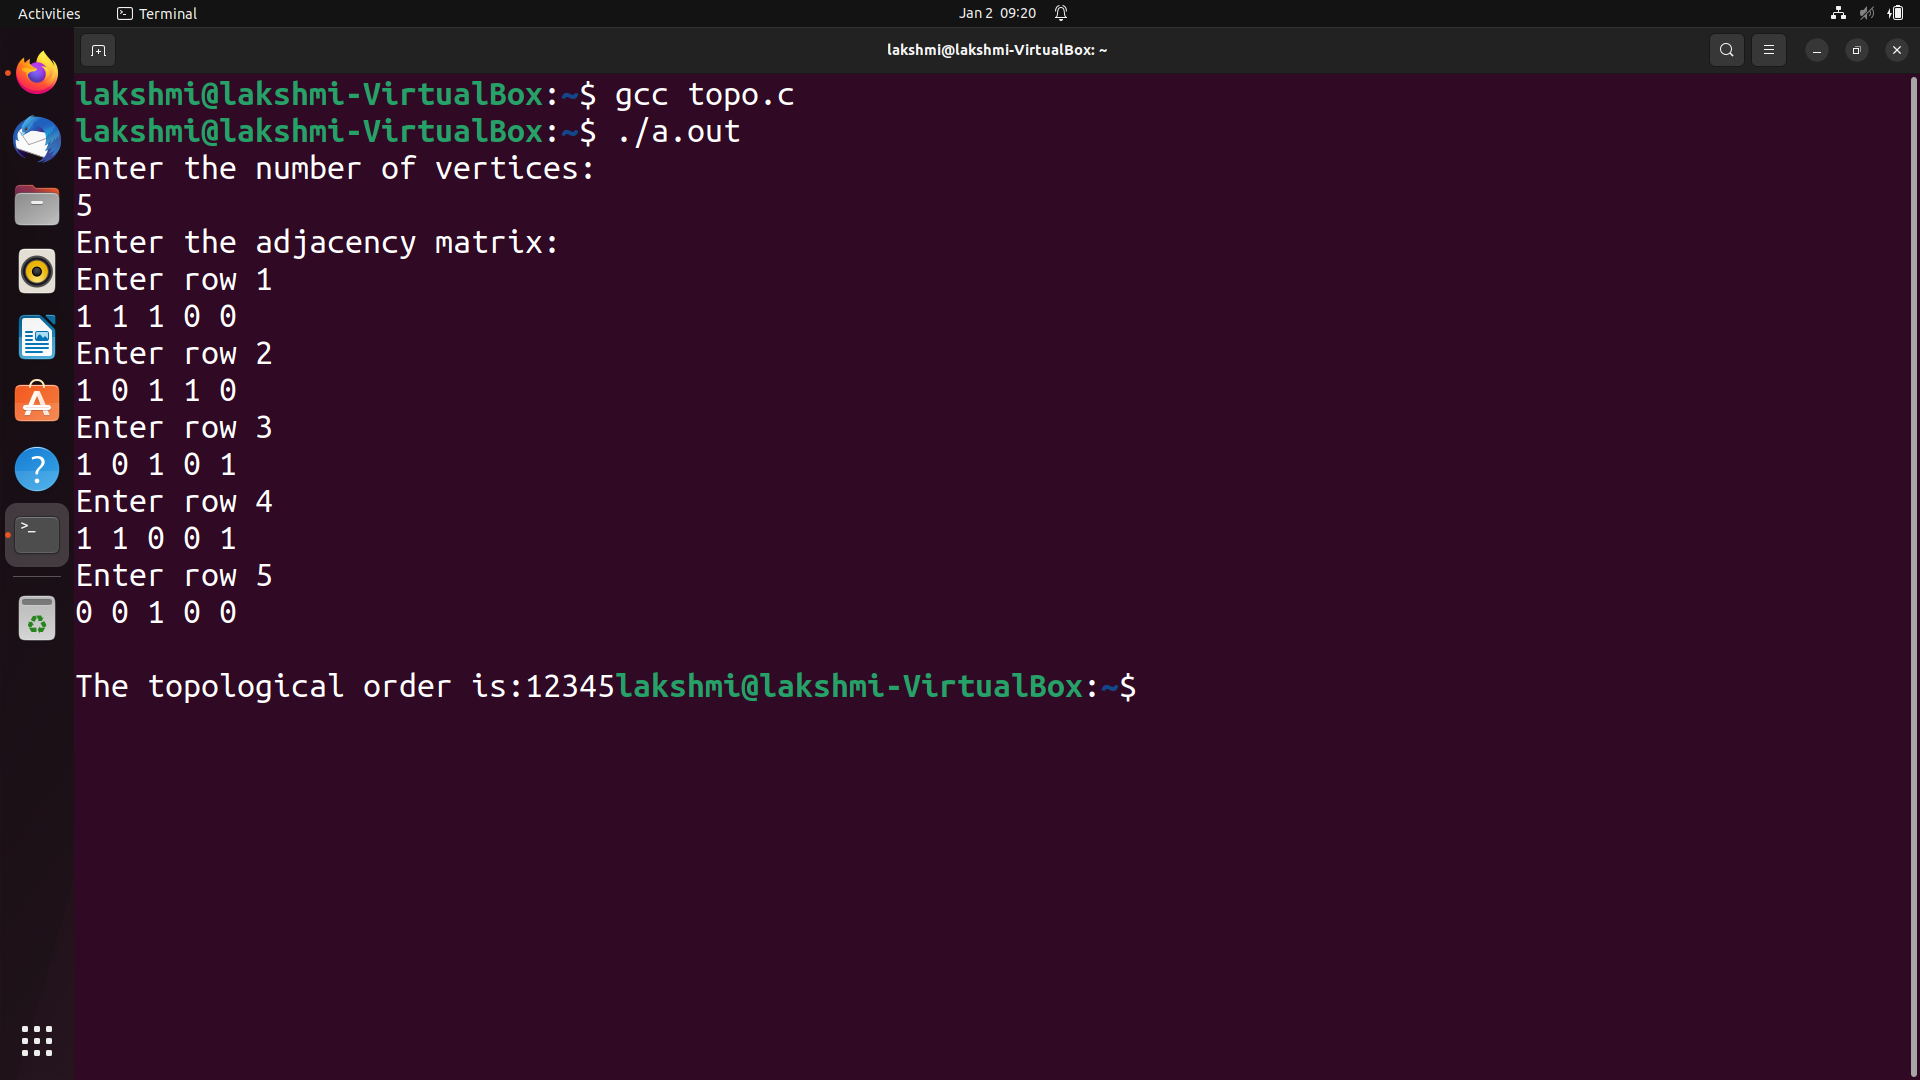 Activities Terminal Jan 2 09:20
lakshmi@lakshmi-VirtualBox: ~
lakshmi@lakshmi-VirtualBox:~$ gcc topo.c
lakshmi@lakshmi-VirtualBox:~$ ./a.out
Enter the number of vertices:
5
Enter the adjacency matrix:
Enter row 1
1 1 1 0 0
Enter row 2
1 0 1 1 0
Enter row 3
1 0 1 0 1
Enter row 4
1 1 0 0 1
Enter row 5
0 0 1 0 0
The topological order is:12345lakshmi@lakshmi-VirtualBox:~$